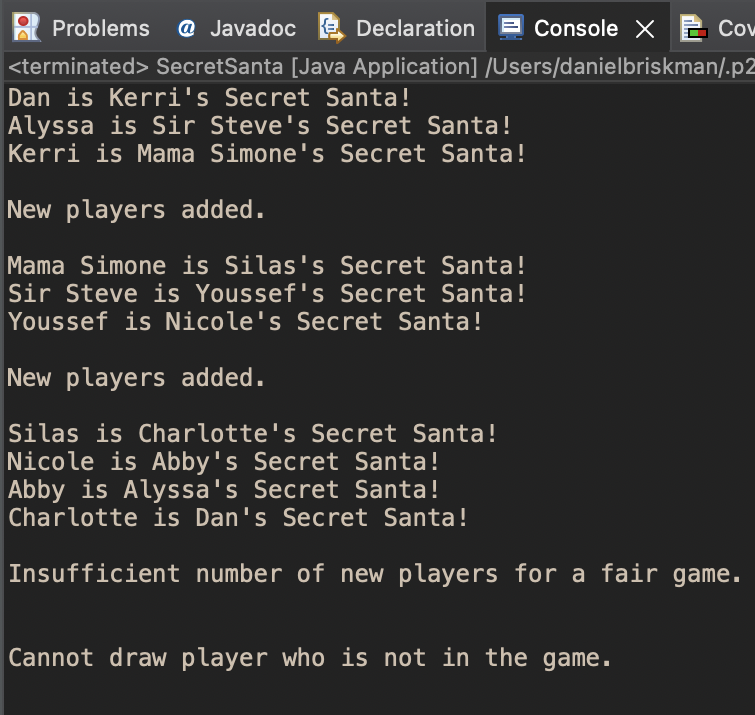 Problems @ Javadoc Declaration Console Cov
<terminated> SecretSanta [Java Application] /Users/danielbriskman/.p2
Dan is Kerri's Secret Santa!
Alyssa is Sir Steve's Secret Santa!
Kerri is Mama Simone's Secret Santa!
New players added.
Mama Simone is Silas's Secret Santa!
Sir Steve is Youssef's Secret Santa!
Youssef is Nicole's Secret Santa!
New players added.
Silas is Charlotte's Secret Santa!
Nicole is Abby's Secret Santa!
Abby is Alyssa's Secret Santa!
Charlotte is Dan's Secret Santa!
Insufficient number of new players for a fair game.
Cannot draw player who is not in the game.